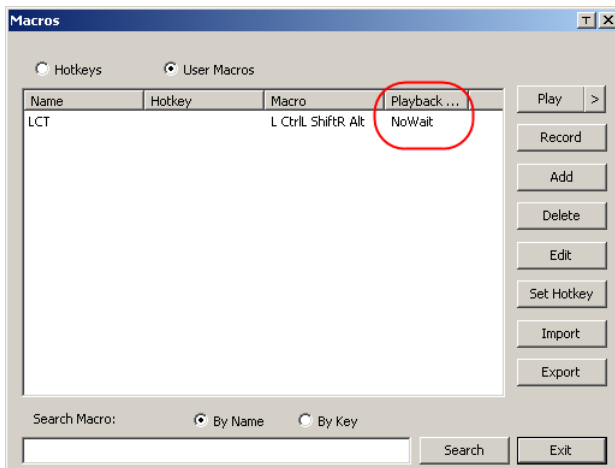 Macros
Hotkeys User Macros
Name Hotkey Macro Playback ...
LCT L CtrlL ShiftR Alt NoWait
Play >
Record
Add
Delete
Edit
Set Hotkey
Import
Export
Search Macro: By Name By Key
Search Exit